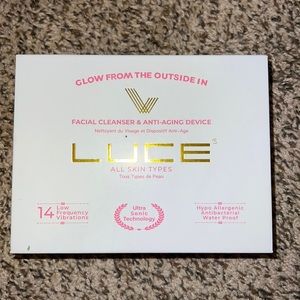 GLOW FROM THE OUTSIDE IN
FACIAL CLEANSER & ANTI-AGING DEVICE
Nettoyant du Visage et Dispositif Anti-Age
LUCE
ALL SKIN TYPES
Tous Types de Peau
14 Low Frequency Vibrations
Ultra Sonic Technology
Hypo Allergenic
Antibacterial
Water Proof